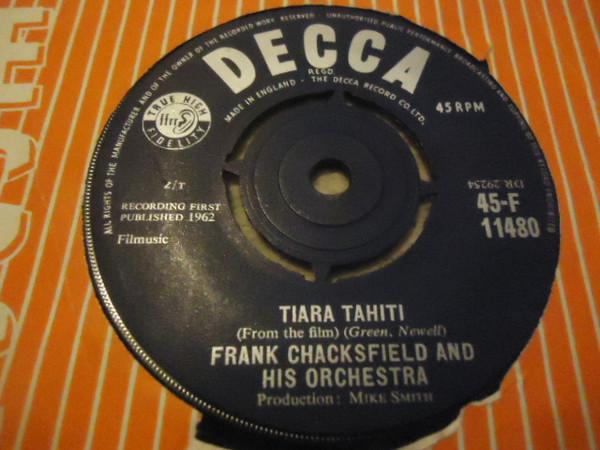 ALL RIGHTS OF THE MANUFACTURER AND OF THE OWNER OF THE RECORDED WORK RESERVED · UNAUTHORISED PUBLIC PERFORMANCE BROADCASTING AND COPYING OF THIS RECORD PROHIBITED
DECCA
REGD.
MADE IN ENGLAND · THE DECCA RECORD CO. LTD.
TRUE HIGH
ffrr
FIDELITY
45 RPM
DR.29254
Z/T
RECORDING FIRST
PUBLISHED 1962
45-F
11480
Filmusic
TIARA TAHITI
(From the film) (Green, Newell)
FRANK CHACKSFIELD AND
HIS ORCHESTRA
Production: MIKE SMITH